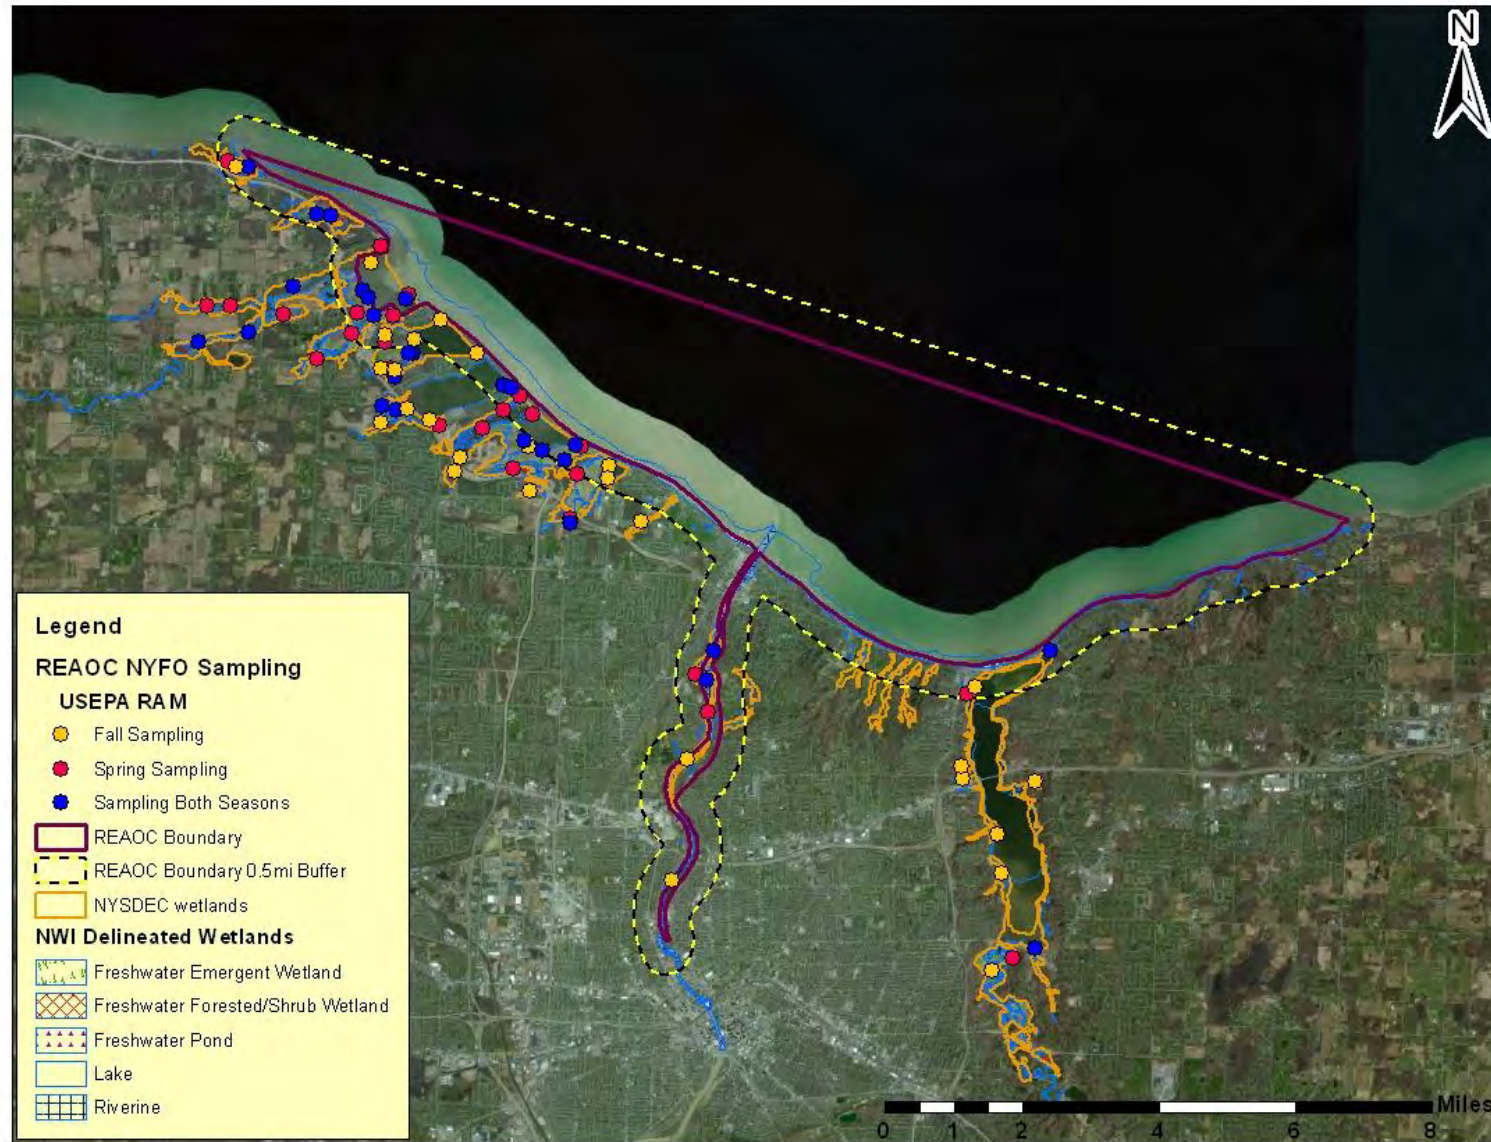 N
Legend
REAOC NYFO Sampling
USEPA RAM
Fall Sampling
Spring Sampling
Sampling Both Seasons
REAOC Boundary
REAOC Boundary 0.5mi Buffer
NYSDEC wetlands
NWI Delineated Wetlands
Freshwater Emergent Wetland
Freshwater Forested/Shrub Wetland
Freshwater Pond
Lake
Riverine
Miles
0 1 2 4 6 8